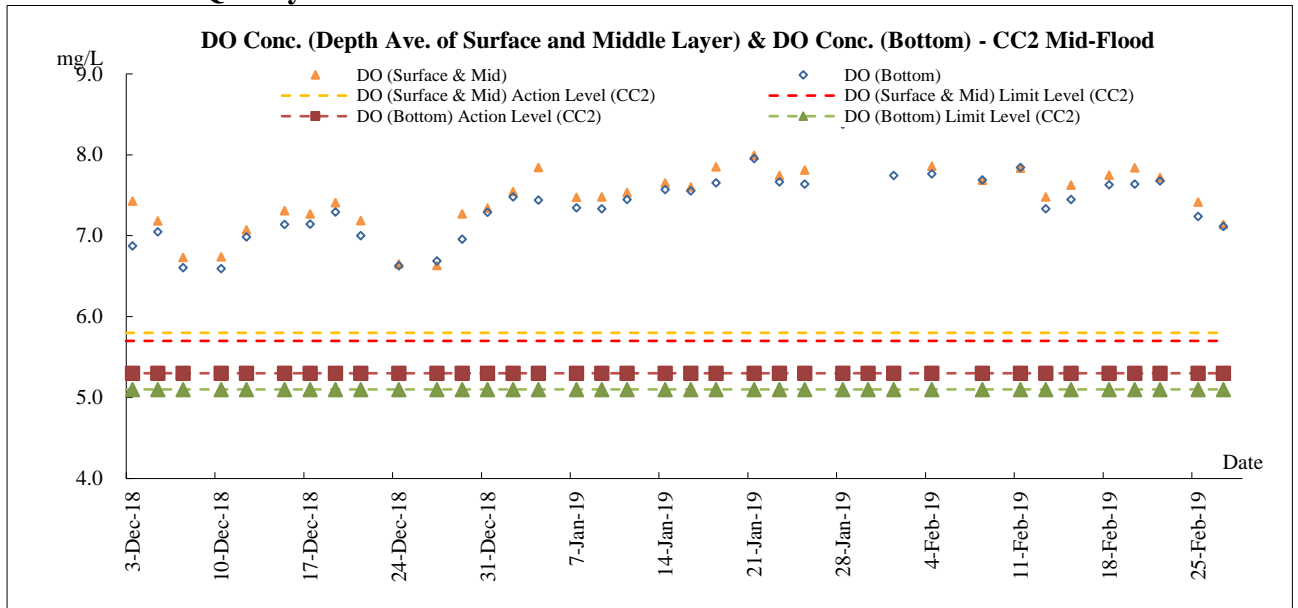 DO Conc. (Depth Ave. of Surface and Middle Layer) & DO Conc. (Bottom) - CC2 Mid-Flood
mg/L
DO (Surface & Mid)
DO (Bottom)
DO (Surface & Mid) Action Level (CC2)
DO (Surface & Mid) Limit Level (CC2)
DO (Bottom) Action Level (CC2)
DO (Bottom) Limit Level (CC2)
9.0
8.0
7.0
6.0
5.0
4.0
Date
3-Dec-18
10-Dec-18
17-Dec-18
24-Dec-18
31-Dec-18
7-Jan-19
14-Jan-19
21-Jan-19
28-Jan-19
4-Feb-19
11-Feb-19
18-Feb-19
25-Feb-19